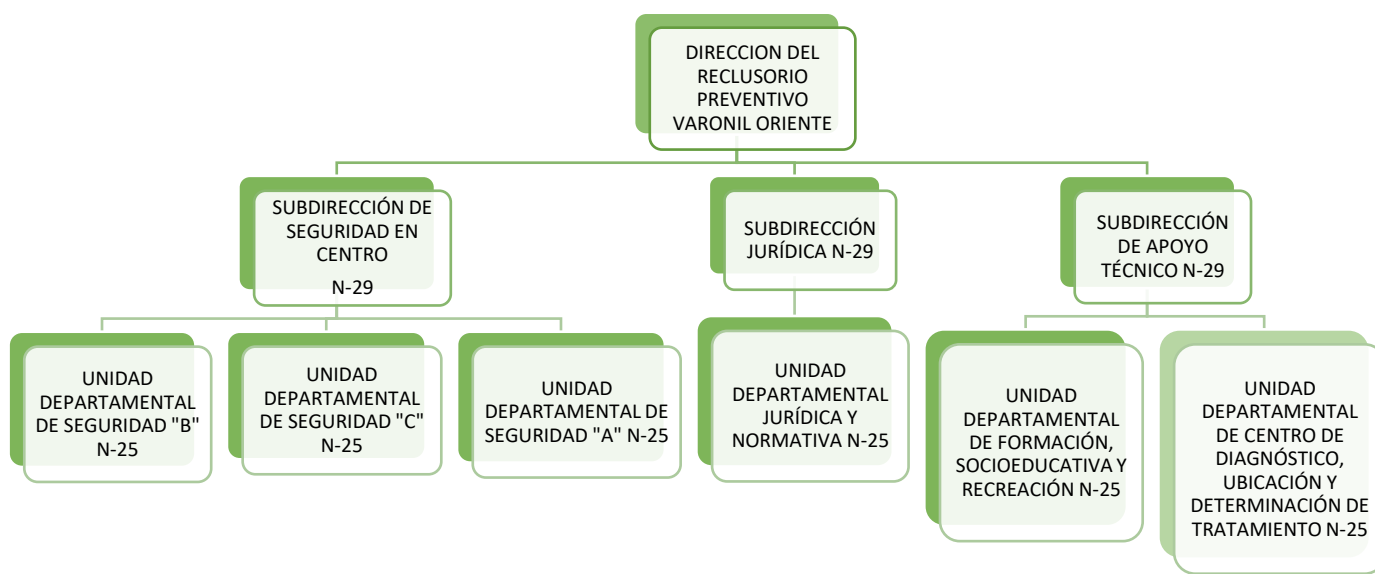 DIRECCION DEL
RECLUSORIO
PREVENTIVO
VARONIL ORIENTE
SUBDIRECCIÓN DE
SEGURIDAD EN
CENTRO
N-29
SUBDIRECCIÓN
JURÍDICA N-29
SUBDIRECCIÓN
DE APOYO
TÉCNICO N-29
UNIDAD
DEPARTAMENTAL
DE SEGURIDAD "B"
N-25
UNIDAD
DEPARTAMENTAL
DE SEGURIDAD "C"
N-25
UNIDAD
DEPARTAMENTAL DE
SEGURIDAD "A" N-25
UNIDAD
DEPARTAMENTAL
JURÍDICA Y
NORMATIVA N-25
UNIDAD
DEPARTAMENTAL
DE FORMACIÓN,
SOCIOEDUCATIVA Y
RECREACIÓN N-25
UNIDAD
DEPARTAMENTAL
DE CENTRO DE
DIAGNÓSTICO,
UBICACIÓN Y
DETERMINACIÓN DE
TRATAMIENTO N-25